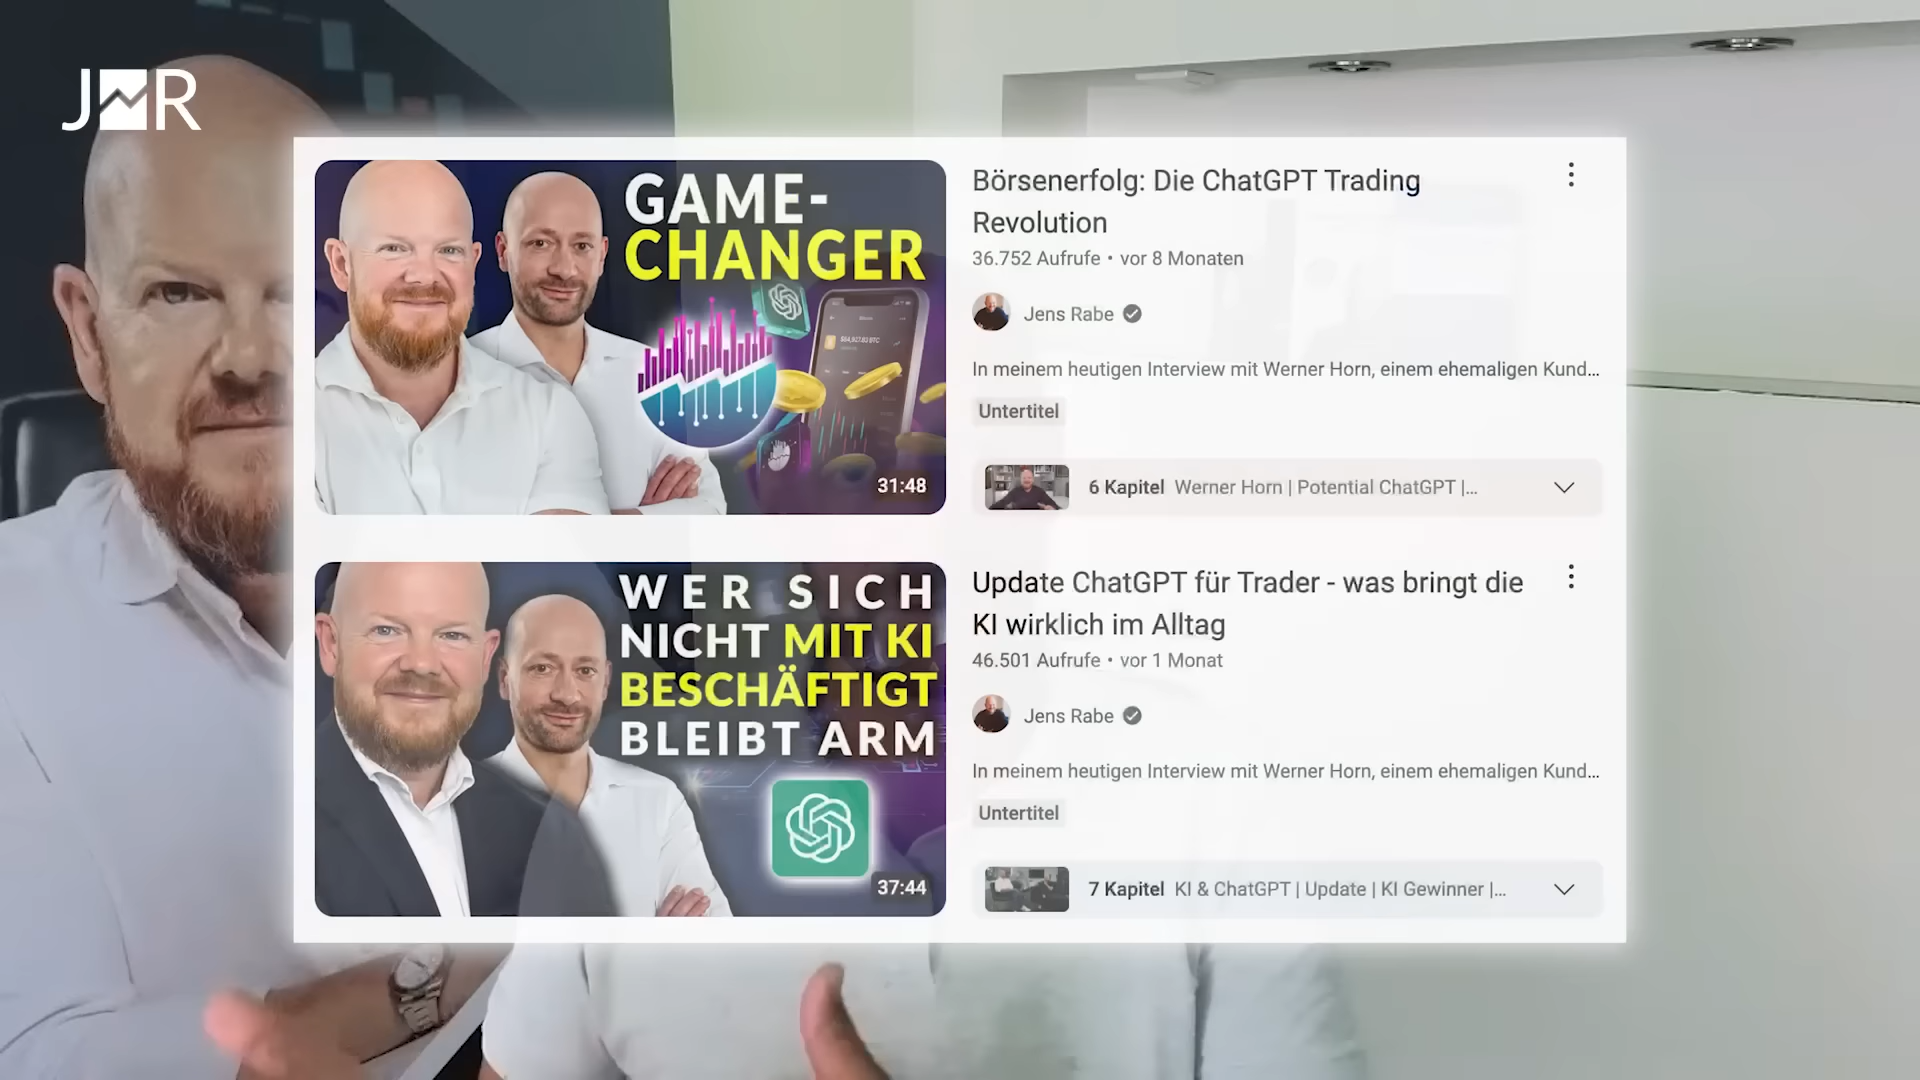 J R
GAME-
CHANGER
31:48
Börsenerfolg: Die ChatGPT Trading
Revolution
36.752 Aufrufe • vor 8 Monaten
Jens Rabe
In meinem heutigen Interview mit Werner Horn, einem ehemaligen Kund...
Untertitel
6 Kapitel Werner Horn | Potential ChatGPT |...
WER SICH
NICHT MIT KI
BESCHÄFTIGT
BLEIBT ARM
37:44
Update ChatGPT für Trader - was bringt die
KI wirklich im Alltag
46.501 Aufrufe • vor 1 Monat
Jens Rabe
In meinem heutigen Interview mit Werner Horn, einem ehemaligen Kund...
Untertitel
7 Kapitel KI & ChatGPT | Update | KI Gewinner |...